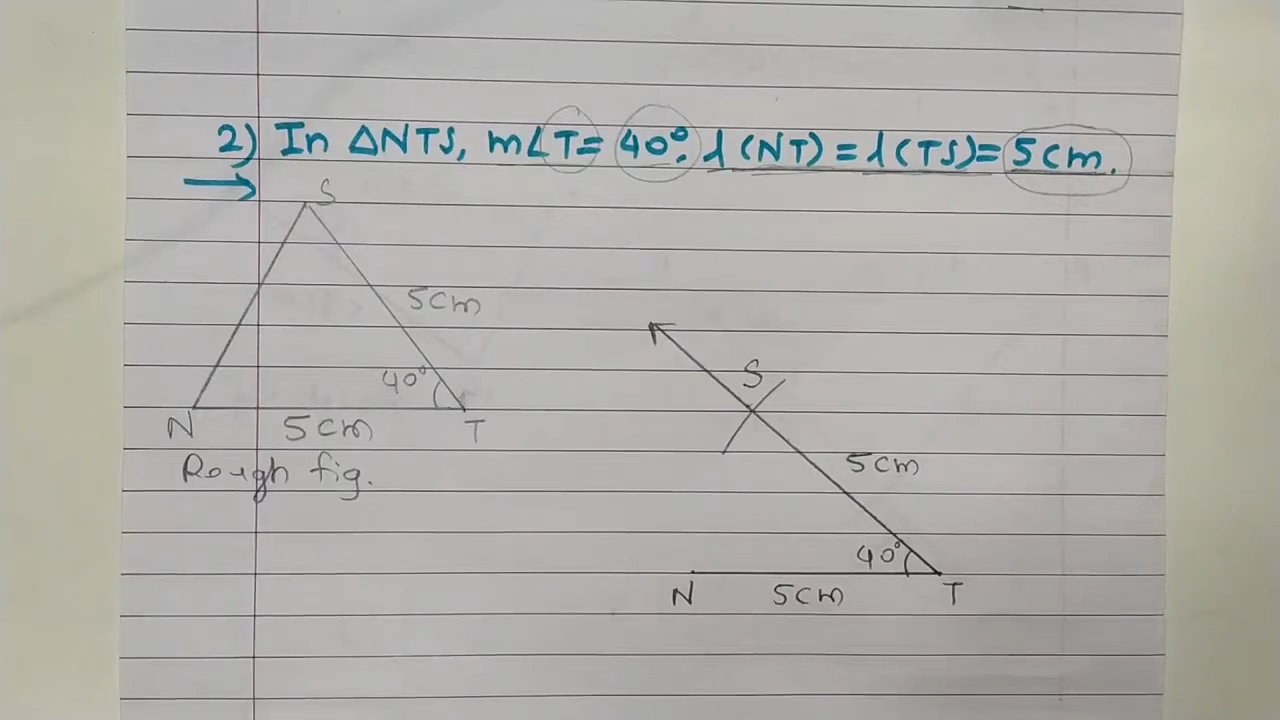 2) In ΔNTS, m∠T= 40°. l(NT) = l(TS)= 5cm.
S
5cm
40°
N 5cm T
Rough fig.
S
5cm
40°
N 5cm T